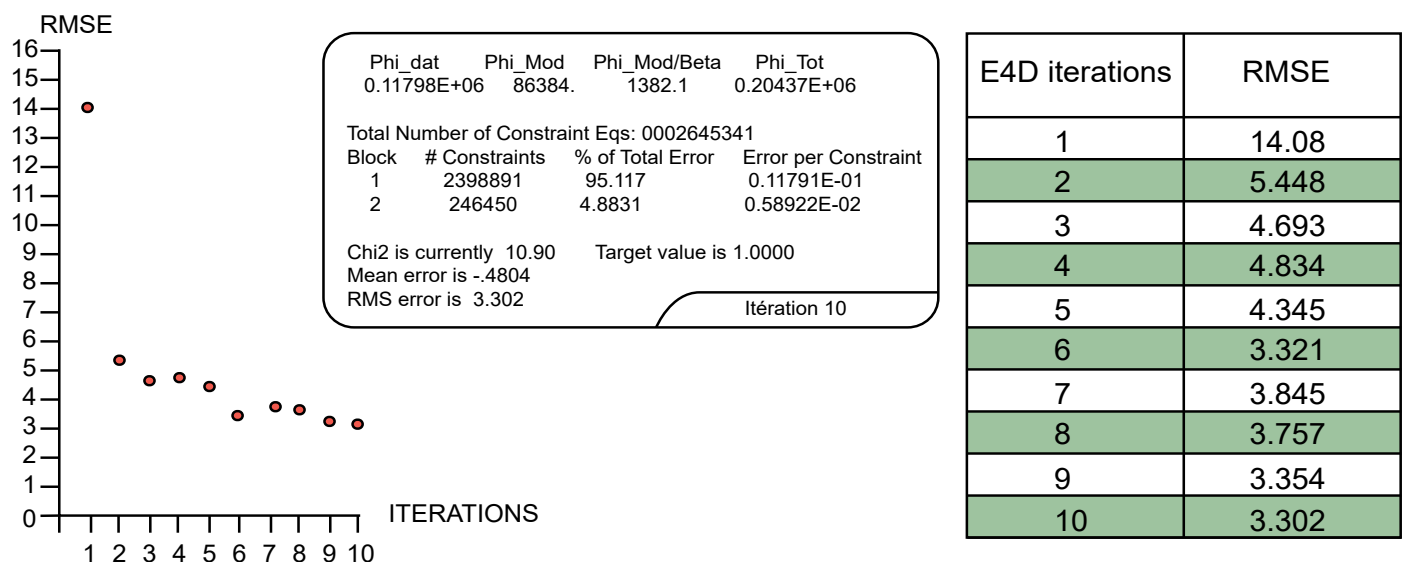 RMSE
16
15
14
13
12
11
10
9
8
7
6
5
4
3
2
1
0
1 2 3 4 5 6 7 8 9 10
ITERATIONS
Phi_dat Phi_Mod Phi_Mod/Beta Phi_Tot
0.11798E+06 86384. 1382.1 0.20437E+06
Total Number of Constraint Eqs: 0002645341
Block # Constraints % of Total Error Error per Constraint
1 2398891 95.117 0.11791E-01
2 246450 4.8831 0.58922E-02
Chi2 is currently 10.90 Target value is 1.0000
Mean error is -.4804
RMS error is 3.302
Itération 10
E4D iterations RMSE
1 14.08
2 5.448
3 4.693
4 4.834
5 4.345
6 3.321
7 3.845
8 3.757
9 3.354
10 3.302